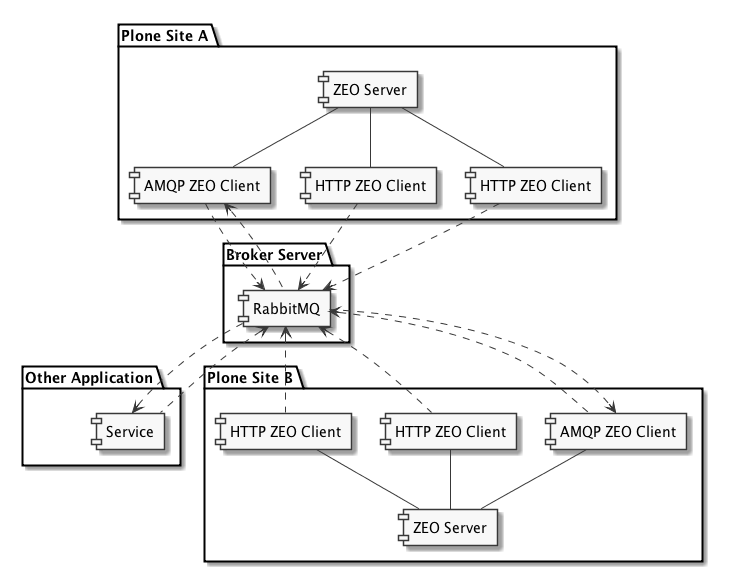 Plone Site A
ZEO Server
AMQP ZEO Client
HTTP ZEO Client
HTTP ZEO Client
Broker Server
RabbitMQ
Other Application
Service
Plone Site B
HTTP ZEO Client
HTTP ZEO Client
AMQP ZEO Client
ZEO Server